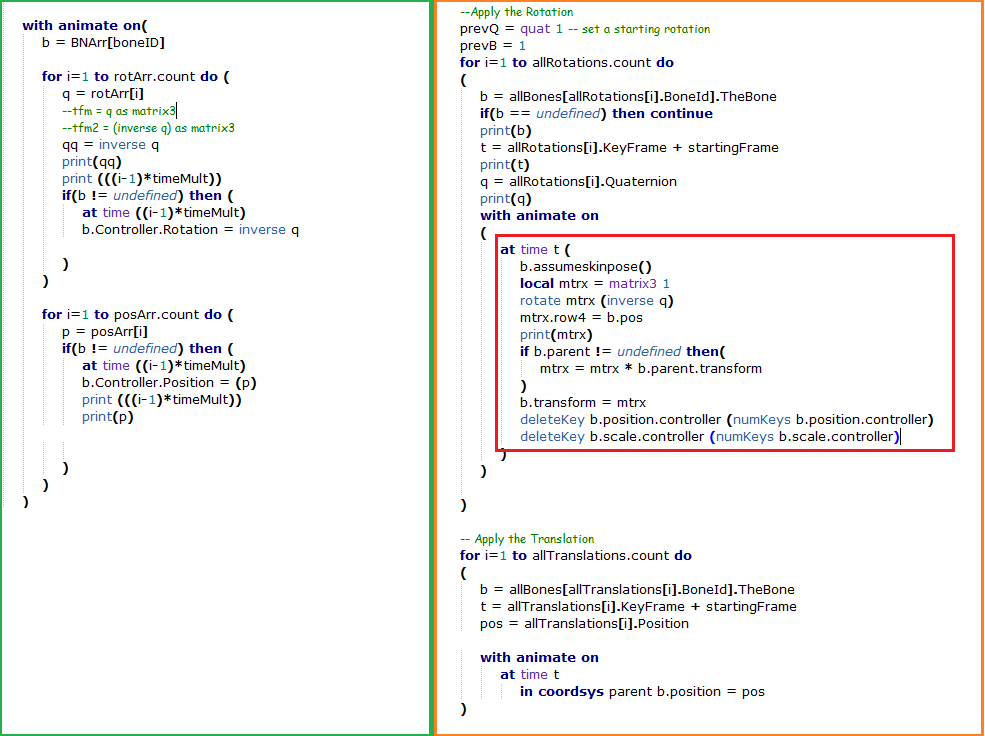 with animate on(
b = BNArr[boneID]
for i=1 to rotArr.count do (
q = rotArr[i]
--tfm = q as matrix3
--tfm2 = (inverse q) as matrix3
qq = inverse q
print(qq)
print (((i-1)*timeMult))
if(b != undefined) then (
at time ((i-1)*timeMult)
b.Controller.Rotation = inverse q
)
)
for i=1 to posArr.count do (
p = posArr[i]
if(b != undefined) then (
at time ((i-1)*timeMult)
b.Controller.Position = (p)
print (((i-1)*timeMult))
print(p)
)
)
)
--Apply the Rotation
prevQ = quat 1 -- set a starting rotation
prevB = 1
for i=1 to allRotations.count do
(
b = allBones[allRotations[i].BoneId].TheBone
if(b == undefined) then continue
print(b)
t = allRotations[i].KeyFrame + startingFrame
print(t)
q = allRotations[i].Quaternion
print(q)
with animate on
(
at time t (
b.assumeskinpose()
local mtrx = matrix3 1
rotate mtrx (inverse q)
mtrx.row4 = b.pos
print(mtrx)
if b.parent != undefined then(
mtrx = mtrx * b.parent.transform
)
b.transform = mtrx
deleteKey b.position.controller (numKeys b.position.controller)
deleteKey b.scale.controller (numKeys b.scale.controller)
)
)
)
-- Apply the Translation
for i=1 to allTranslations.count do
(
b = allBones[allTranslations[i].BoneId].TheBone
t = allTranslations[i].KeyFrame + startingFrame
pos = allTranslations[i].Position
with animate on
at time t
in coordsys parent b.position = pos
)